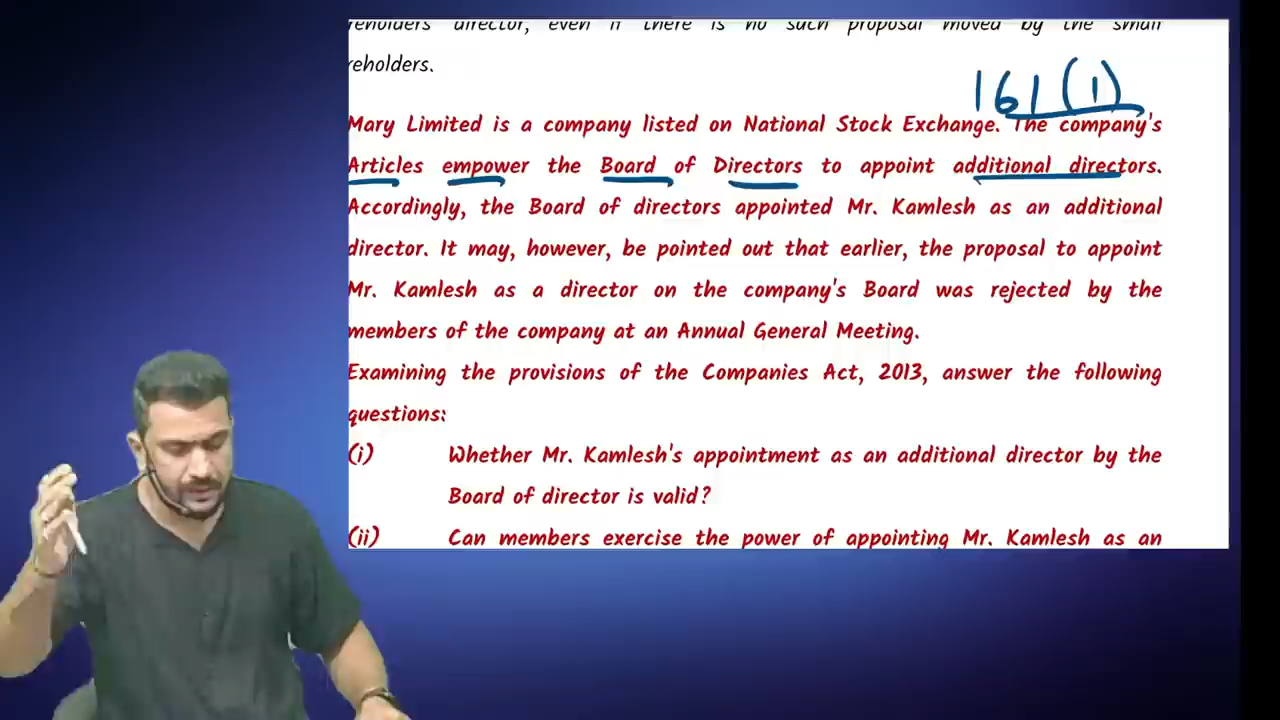 reholders director, even if there is no such proposal moved by the small
reholders.
161 (1)
Mary Limited is a company listed on National Stock Exchange. The company's
Articles empower the Board of Directors to appoint additional directors.
Accordingly, the Board of directors appointed Mr. Kamlesh as an additional
director. It may, however, be pointed out that earlier, the proposal to appoint
Mr. Kamlesh as a director on the company's Board was rejected by the
members of the company at an Annual General Meeting.
Examining the provisions of the Companies Act, 2013, answer the following
questions:
(i) Whether Mr. Kamlesh's appointment as an additional director by the
Board of director is valid?
(ii) Can members exercise the power of appointing Mr. Kamlesh as an